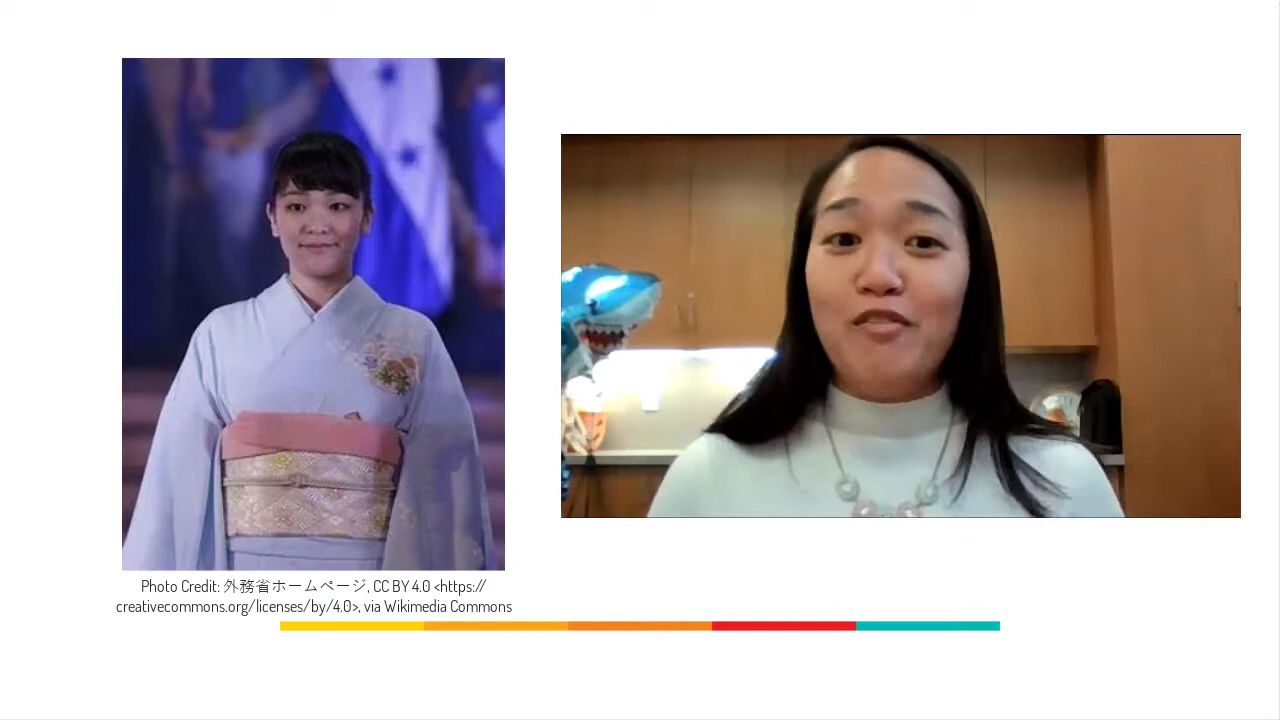 Photo Credit: 外務省ホームページ, CC BY 4.0 <https://
creativecommons.org/licenses/by/4.0>, via Wikimedia Commons